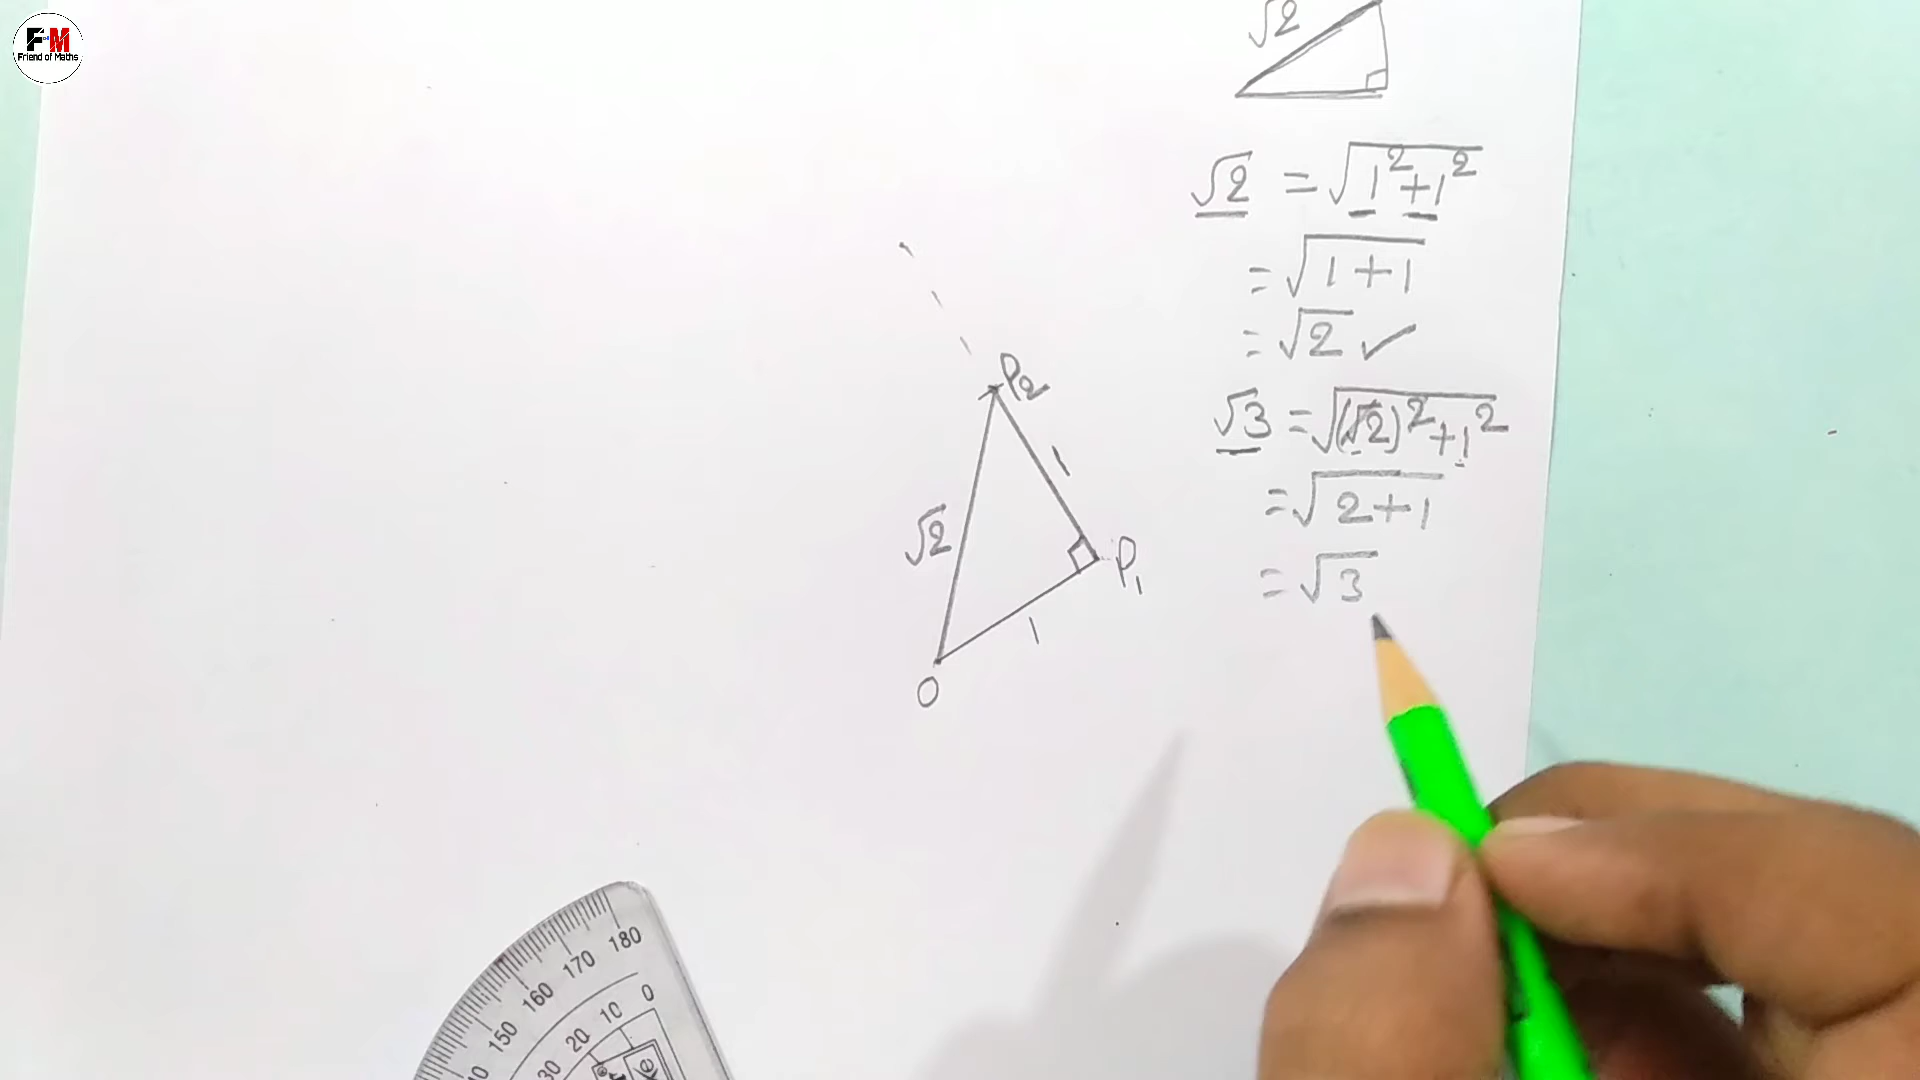 FM
Friend of Maths
√2
√2 = √1²+1²
= √1+1
= √2 ✓
√3 = √(√2)²+1²
= √2+1
= √3
P₂
1
√2
P₁
1
O
180
170
160
150
0
10
20
30